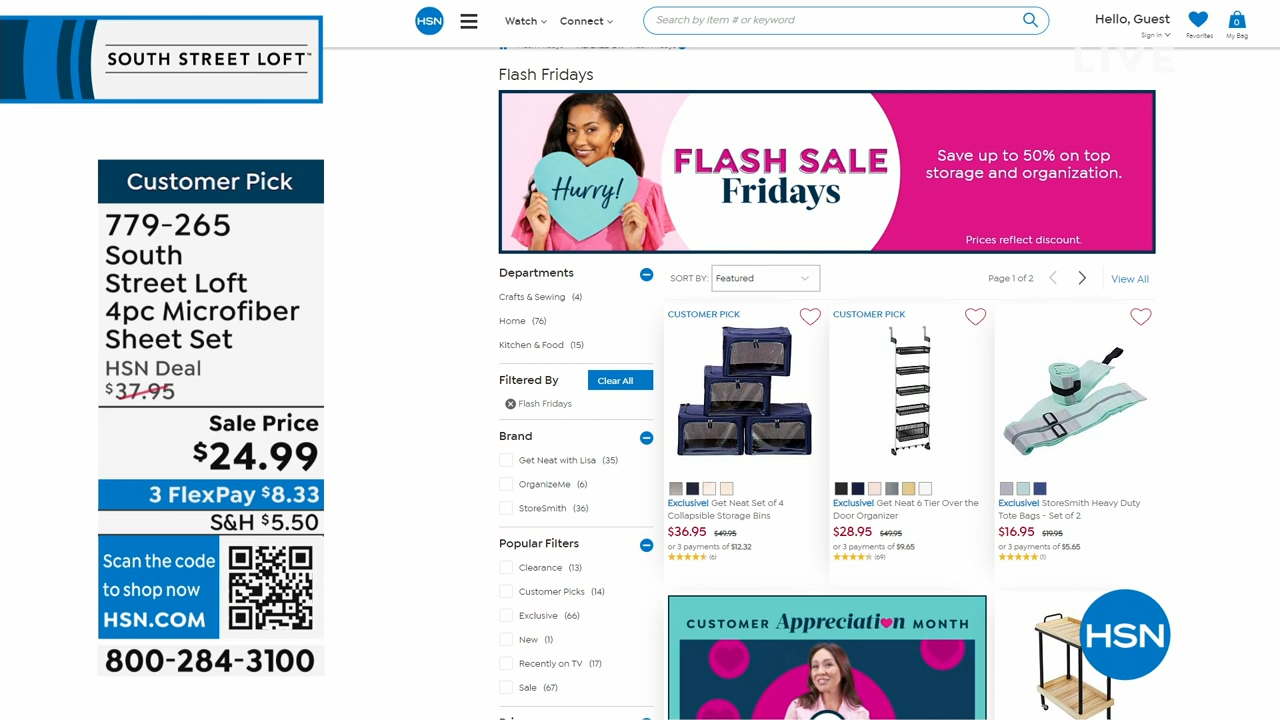 HSN
Watch
Connect
Search by item # or keyword
Hello, Guest
Sign in
Favorites
0
My Bag
LIVE
SOUTH STREET LOFT™
Flash Fridays
Hurry!
FLASH SALE
Fridays
Save up to 50% on top
storage and organization.
Prices reflect discount.
Customer Pick
779-265
South
Street Loft
4pc Microfiber
Sheet Set
HSN Deal
$37.95
Sale Price
$24.99
3 FlexPay $8.33
S&H $5.50
Scan the code
to shop now
HSN.COM
800-284-3100
Departments
Crafts & Sewing (4)
Home (76)
Kitchen & Food (15)
Filtered By
Clear All
Flash Fridays
Brand
Get Neat with Lisa (35)
OrganizeMe (6)
StoreSmith (36)
Popular Filters
Clearance (13)
Customer Picks (14)
Exclusive (66)
New (1)
Recently on TV (17)
Sale (67)
SORT BY: Featured
Page 1 of 2
View All
CUSTOMER PICK
Exclusive! Get Neat Set of 4
Collapsible Storage Bins
$36.95 $49.95
or 3 payments of $12.32
(6)
CUSTOMER PICK
Exclusive! Get Neat 6 Tier Over the
Door Organizer
$28.95 $49.95
or 3 payments of $9.65
(69)
Exclusive! StoreSmith Heavy Duty
Tote Bags - Set of 2
$16.95 $19.95
or 3 payments of $5.65
(1)
CUSTOMER Appreciation MONTH
HSN